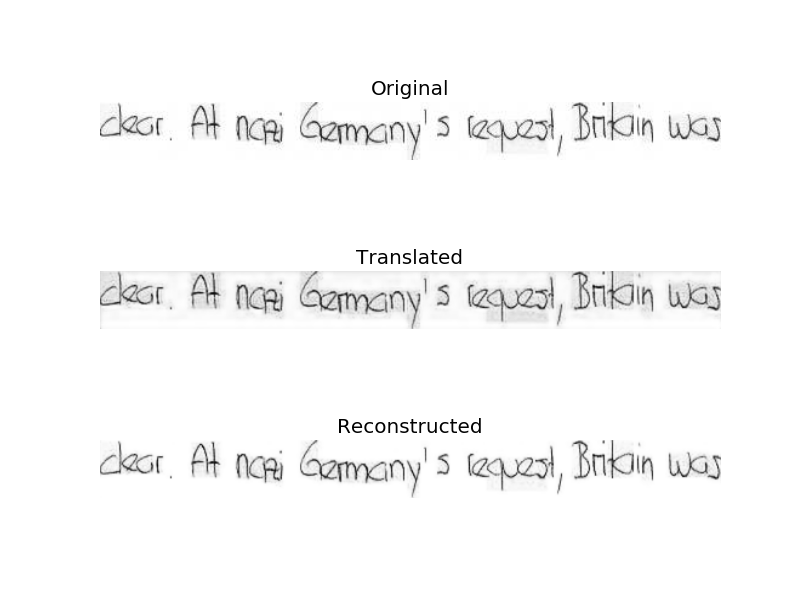 Original
clear. At nazi Germany's request, Britain was
Translated
clear. At nazi Germany's request, Britain was
Reconstructed
clear. At nazi Germany's request, Britain was